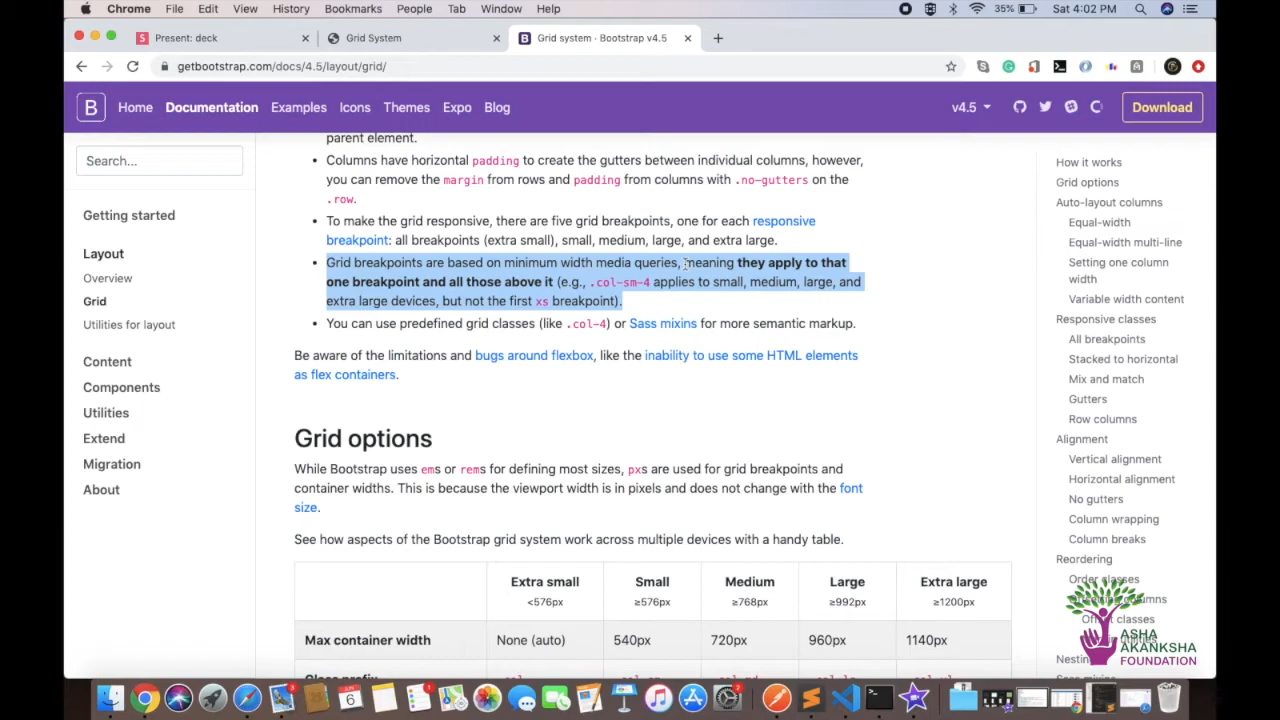 Chrome File Edit View History Bookmarks People Tab Window Help 35% Sat 4:02 PM
Present: deck Grid System Grid system · Bootstrap v4.5
getbootstrap.com/docs/4.5/layout/grid/
B Home Documentation Examples Icons Themes Expo Blog v4.5 Download
Search...
Getting started
Layout
Overview
Grid
Utilities for layout
Content
Components
Utilities
Extend
Migration
About
parent element.
Columns have horizontal padding to create the gutters between individual columns, however,
you can remove the margin from rows and padding from columns with .no-gutters on the
.row.
To make the grid responsive, there are five grid breakpoints, one for each responsive
breakpoint: all breakpoints (extra small), small, medium, large, and extra large.
Grid breakpoints are based on minimum width media queries, meaning they apply to that
one breakpoint and all those above it (e.g., .col-sm-4 applies to small, medium, large, and
extra large devices, but not the first xs breakpoint).
You can use predefined grid classes (like .col-4) or Sass mixins for more semantic markup.
Be aware of the limitations and bugs around flexbox, like the inability to use some HTML elements
as flex containers.
Grid options
While Bootstrap uses ems or rems for defining most sizes, pxs are used for grid breakpoints and
container widths. This is because the viewport width is in pixels and does not change with the font
size.
See how aspects of the Bootstrap grid system work across multiple devices with a handy table.
Extra small Small Medium Large Extra large
<576px ≥576px ≥768px ≥992px ≥1200px
Max container width None (auto) 540px 720px 960px 1140px
How it works
Grid options
Auto-layout columns
Equal-width
Equal-width multi-line
Setting one column
width
Variable width content
Responsive classes
All breakpoints
Stacked to horizontal
Mix and match
Gutters
Row columns
Alignment
Vertical alignment
Horizontal alignment
No gutters
Column wrapping
Column breaks
Reordering
Order classes
columns
classes
Nesting
ASHA
AKANKSHA
FOUNDATION